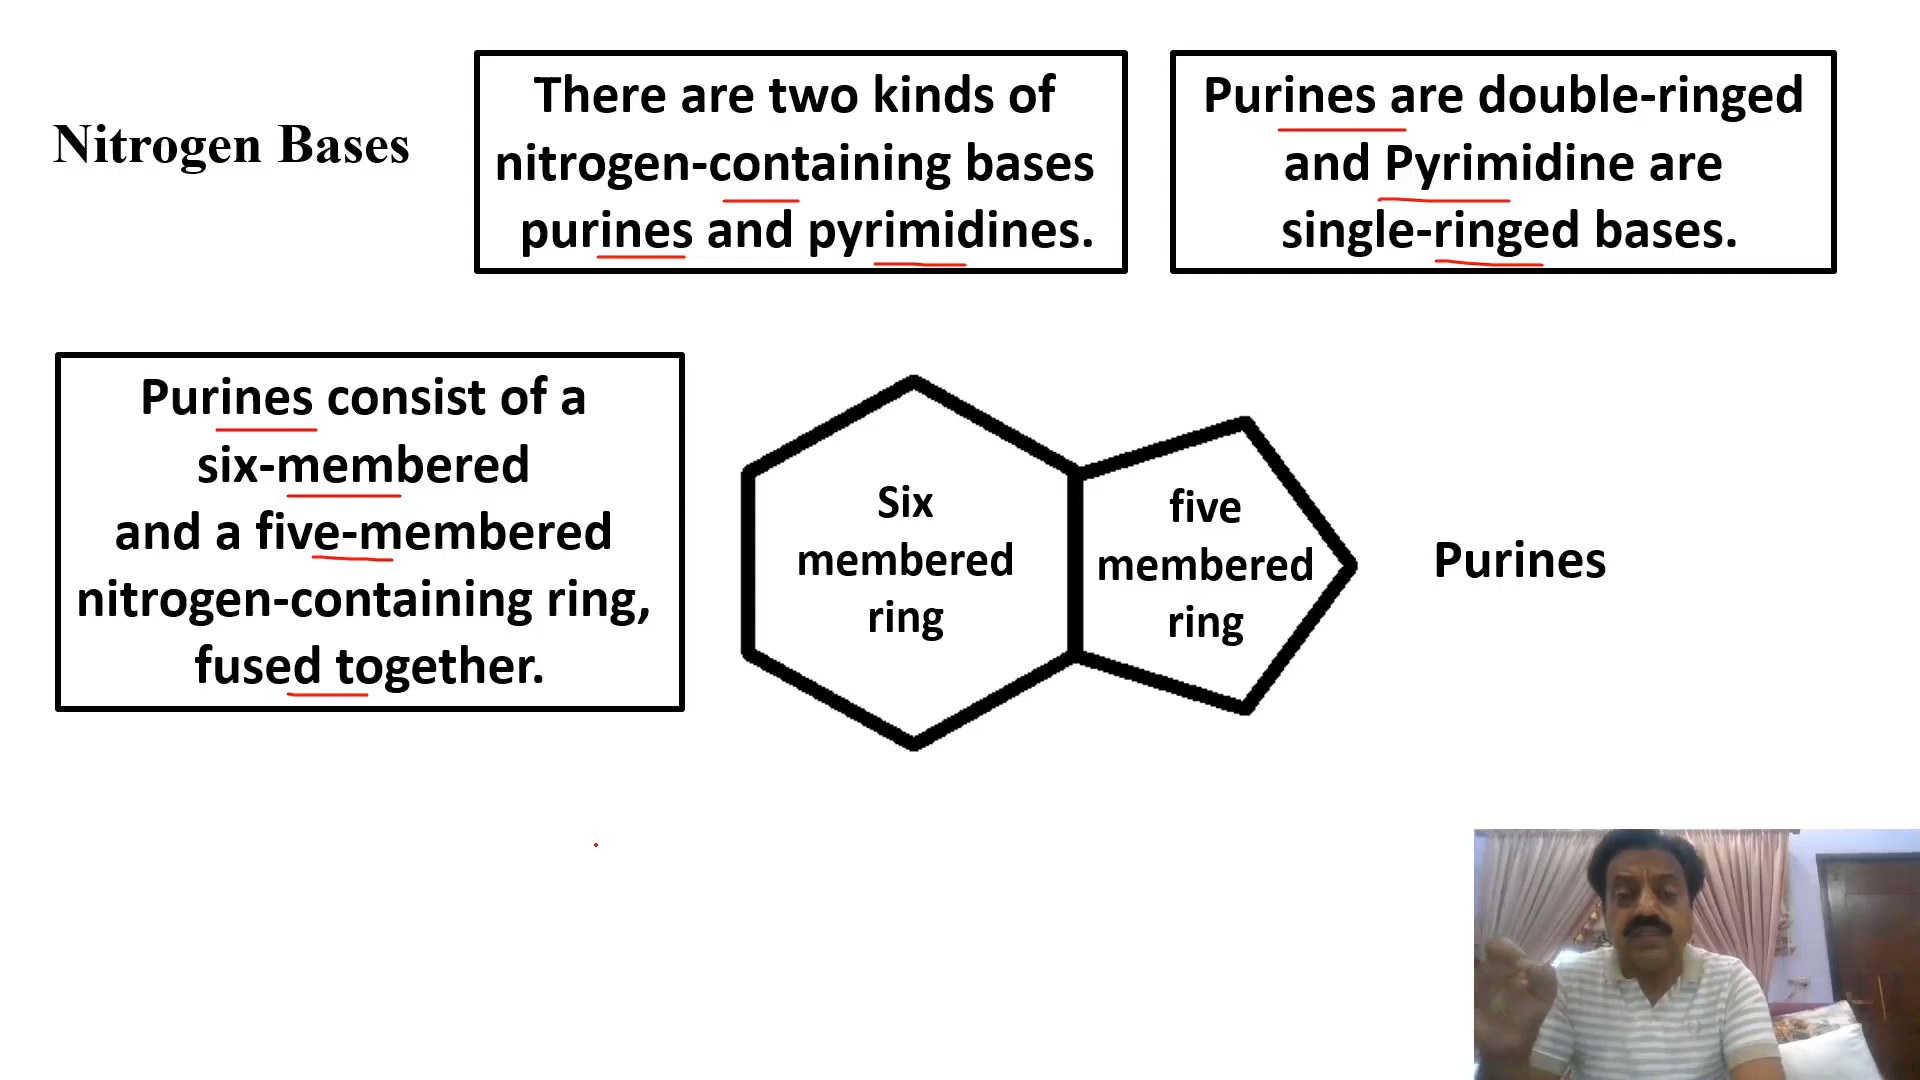 Nitrogen Bases
There are two kinds of
nitrogen-containing bases
purines and pyrimidines.
Purines are double-ringed
and Pyrimidine are
single-ringed bases.
Purines consist of a
six-membered
and a five-membered
nitrogen-containing ring,
fused together.
Six
membered
ring
five
membered
ring
Purines